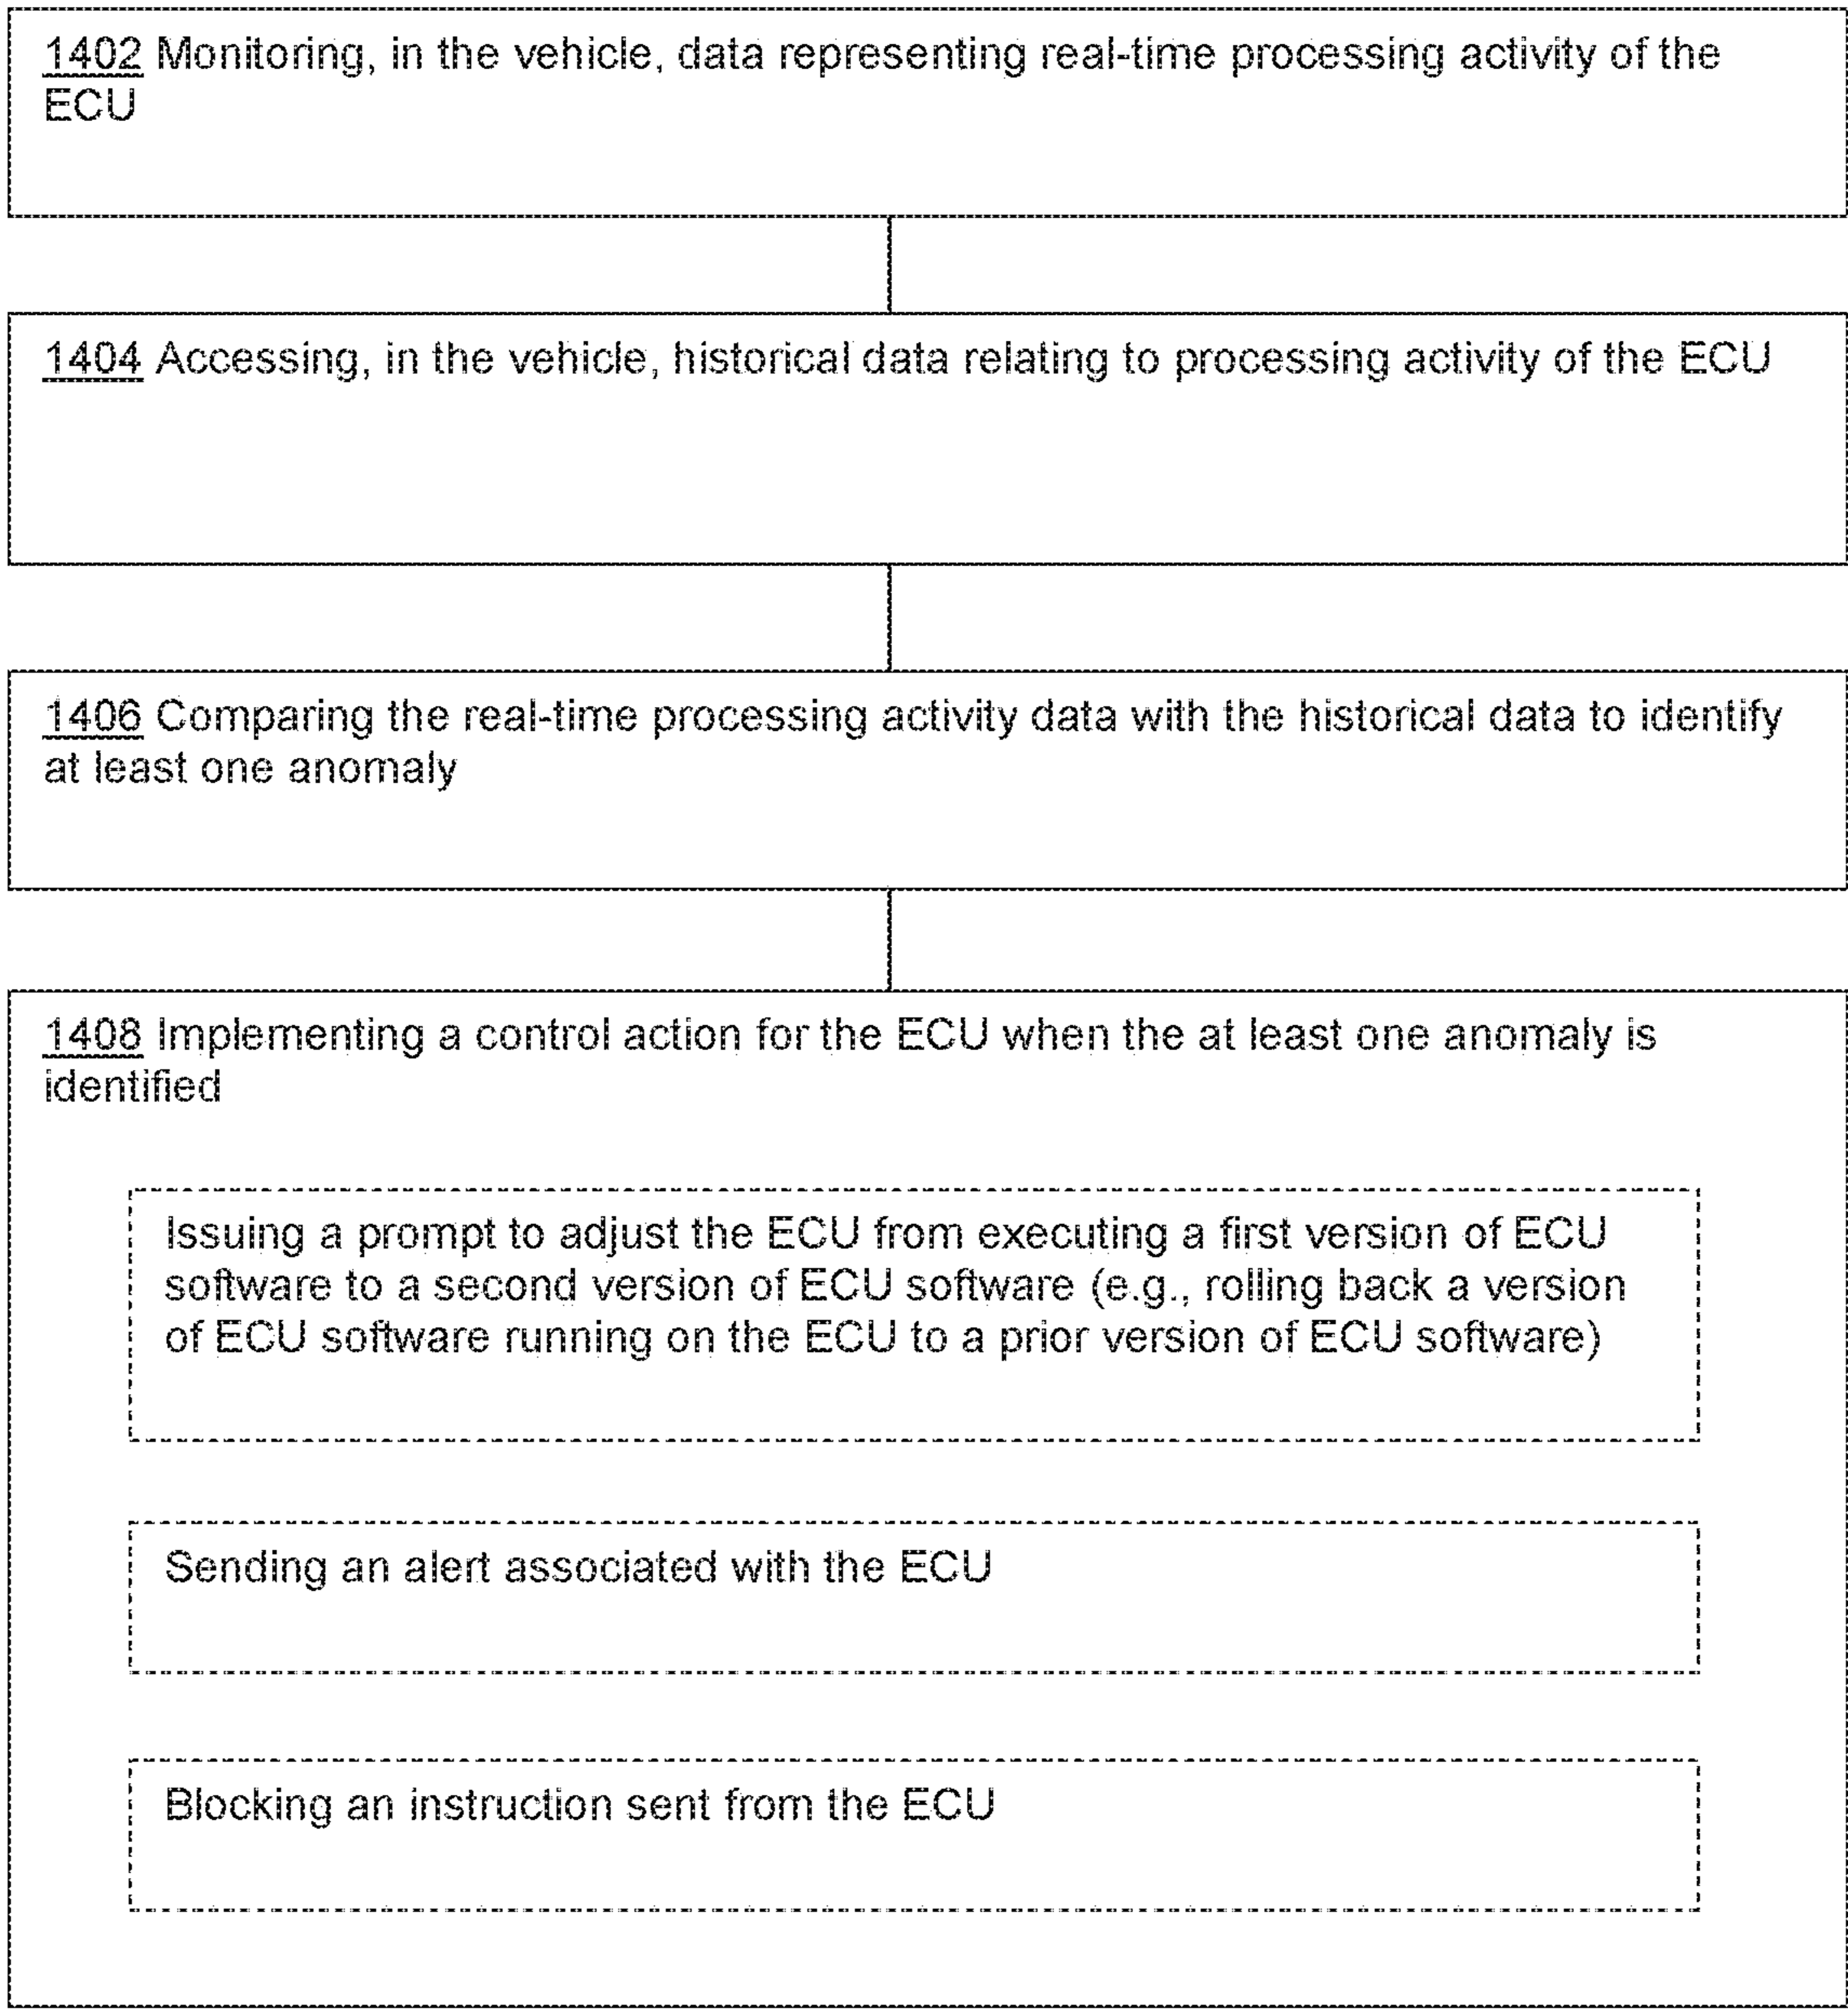 1402 Monitoring, in the vehicle, data representing real-time processing activity of the
ECU
1404 Accessing, in the vehicle, historical data relating to processing activity of the ECU
1406 Comparing the real-time processing activity data with the historical data to identify
at least one anomaly
1408 Implementing a control action for the ECU when the at least one anomaly is
identified
Issuing a prompt to adjust the ECU from executing a first version of ECU
software to a second version of ECU software (e.g., rolling back a version
of ECU software running on the ECU to a prior version of ECU software)
Sending an alert associated with the ECU
Blocking an instruction sent from the ECU